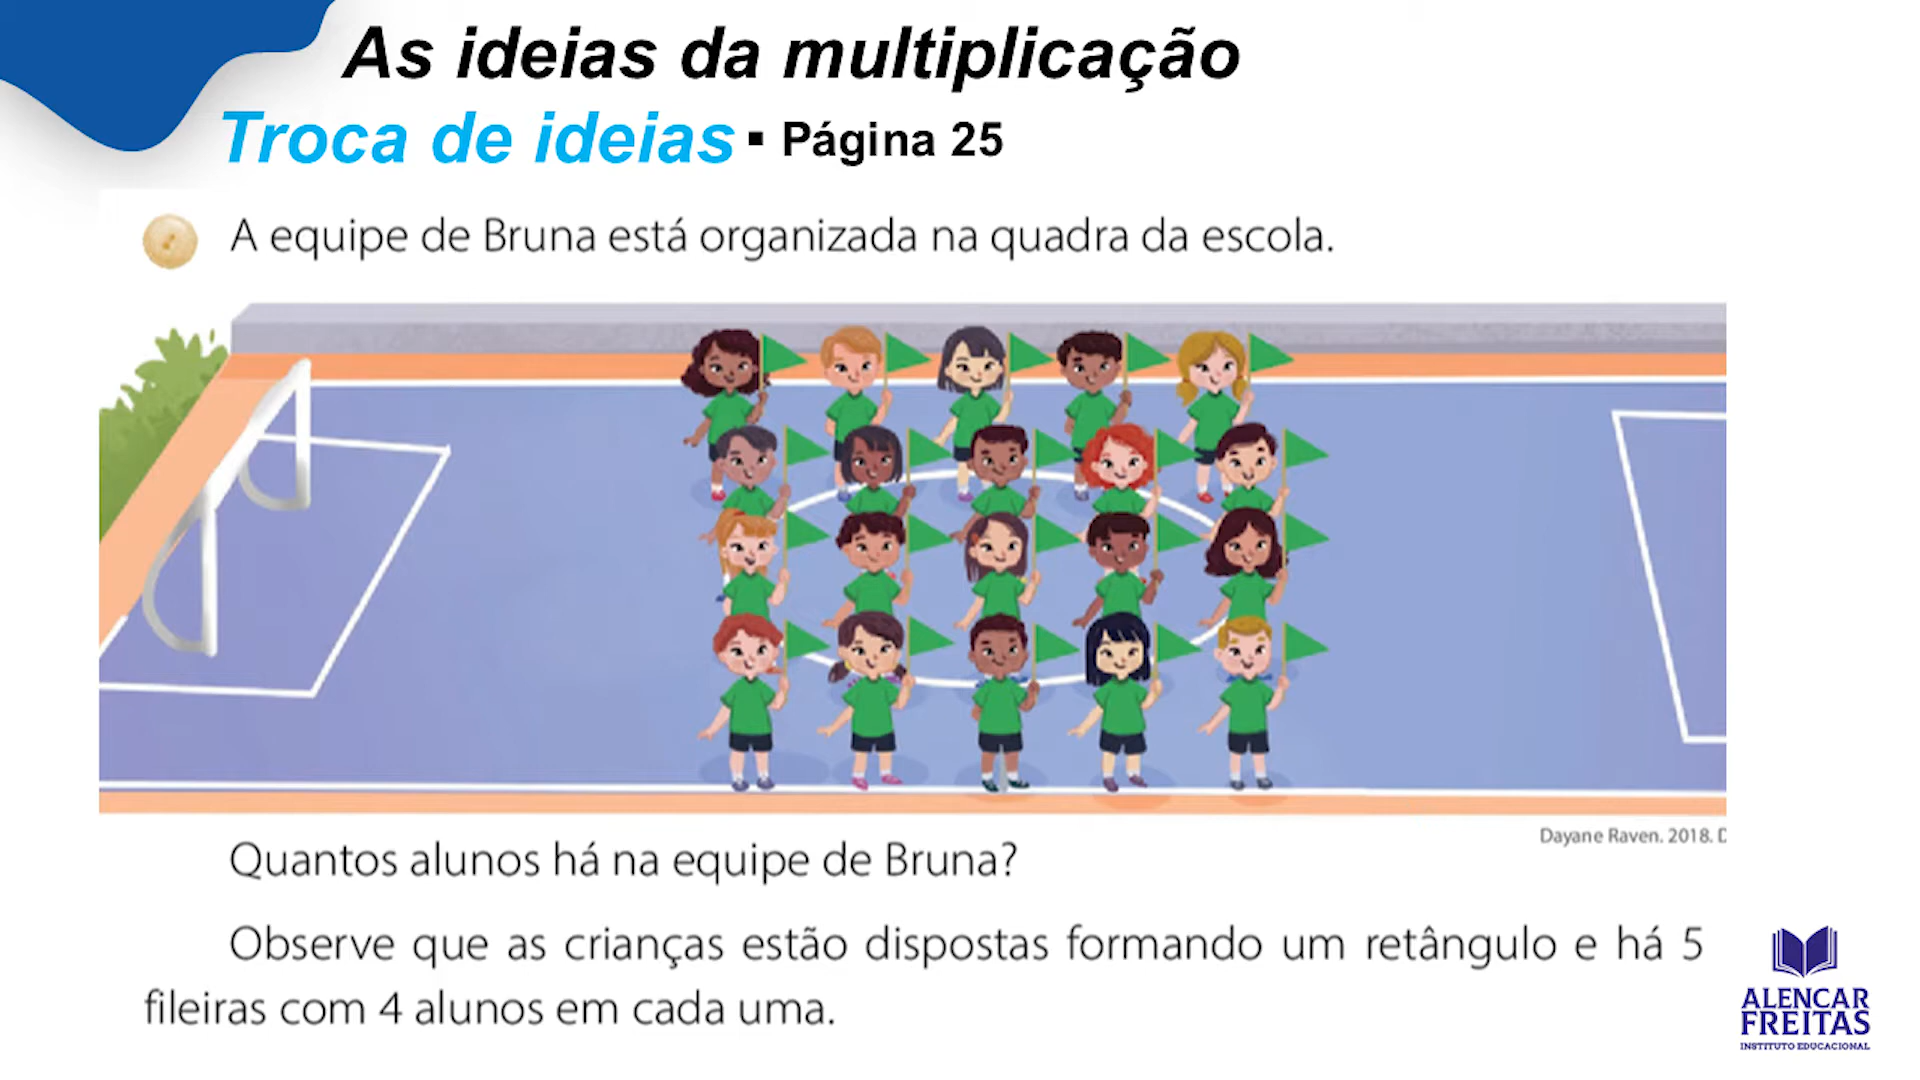 As ideias da multiplicação
Troca de ideias ▪ Página 25
A equipe de Bruna está organizada na quadra da escola.
Dayane Raven. 2018. D
Quantos alunos há na equipe de Bruna?
Observe que as crianças estão dispostas formando um retângulo e há 5
fileiras com 4 alunos em cada uma.
ALENCAR
FREITAS
INSTITUTO EDUCACIONAL